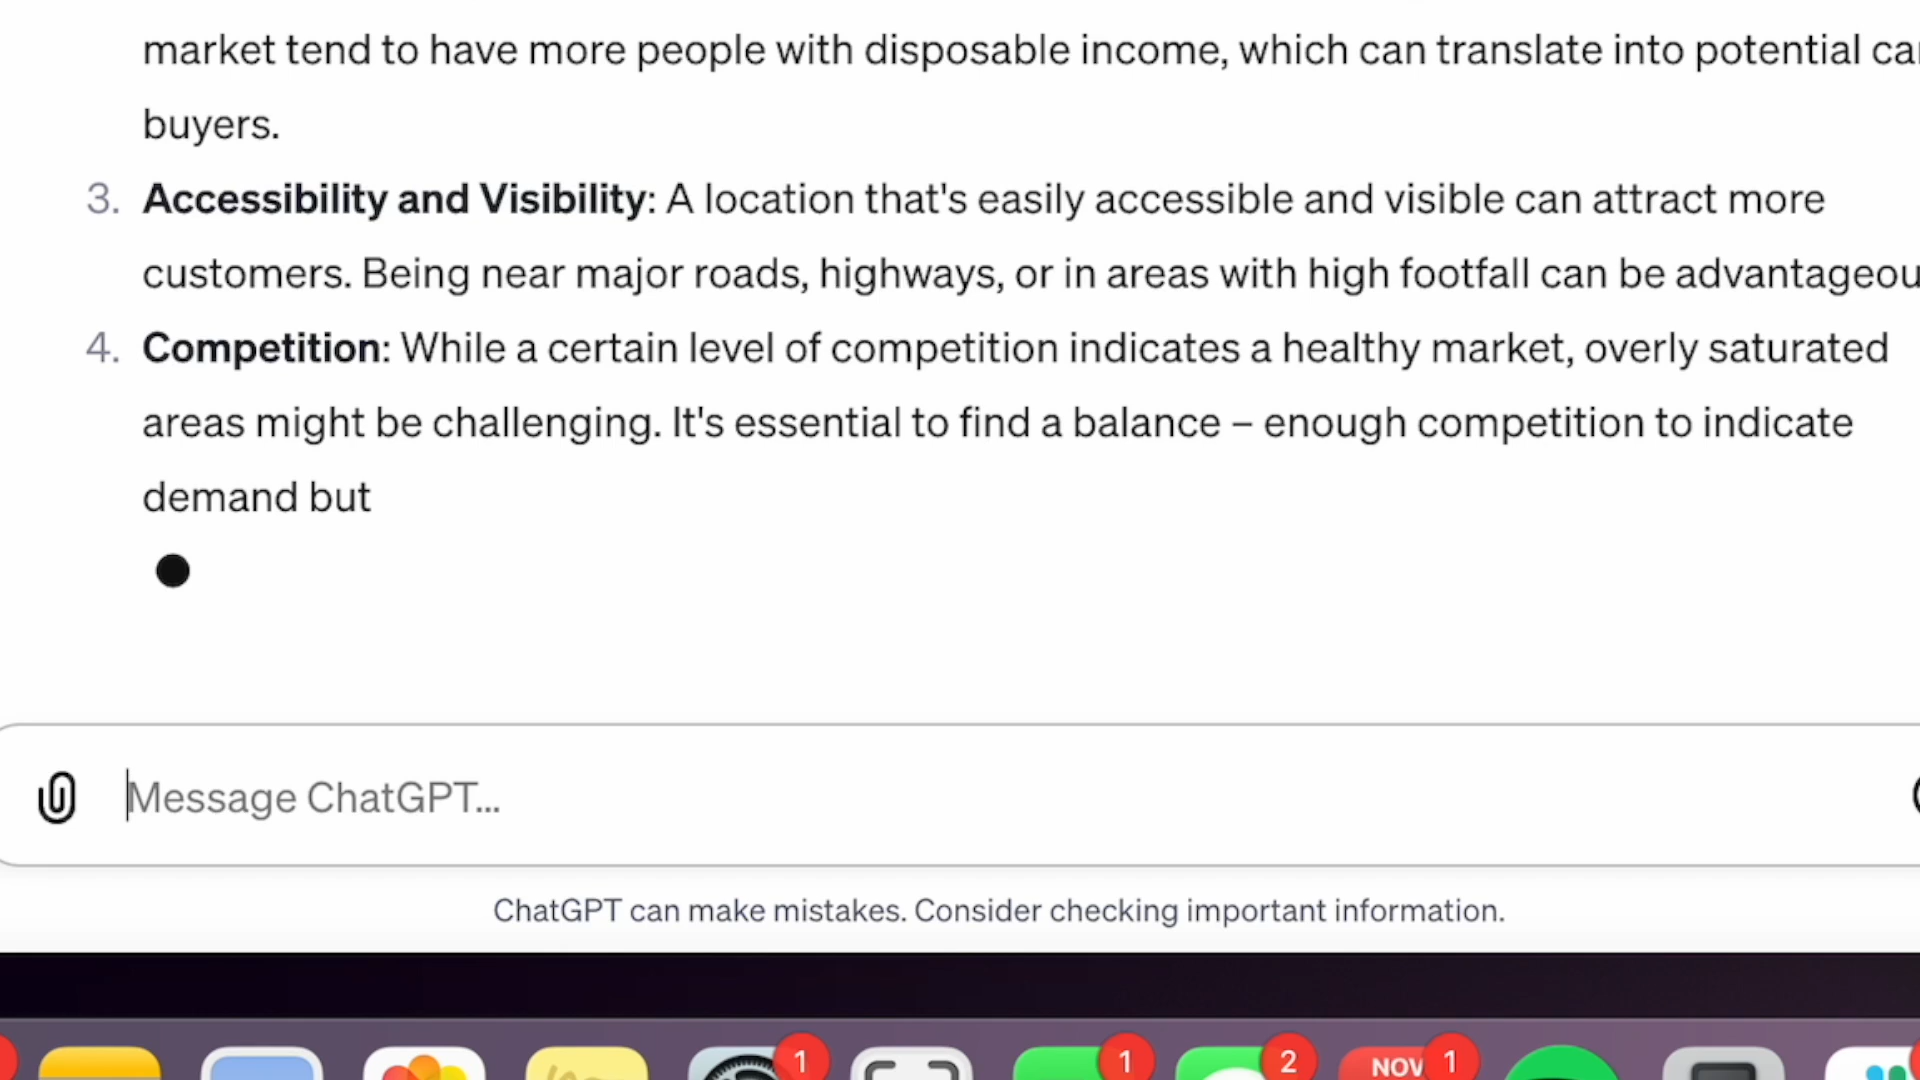 market tend to have more people with disposable income, which can translate into potential ca
buyers.
3. Accessibility and Visibility: A location that's easily accessible and visible can attract more
customers. Being near major roads, highways, or in areas with high footfall can be advantageou
4. Competition: While a certain level of competition indicates a healthy market, overly saturated
areas might be challenging. It's essential to find a balance – enough competition to indicate
demand but
Message ChatGPT...
ChatGPT can make mistakes. Consider checking important information.
1
1
2
NOV
1